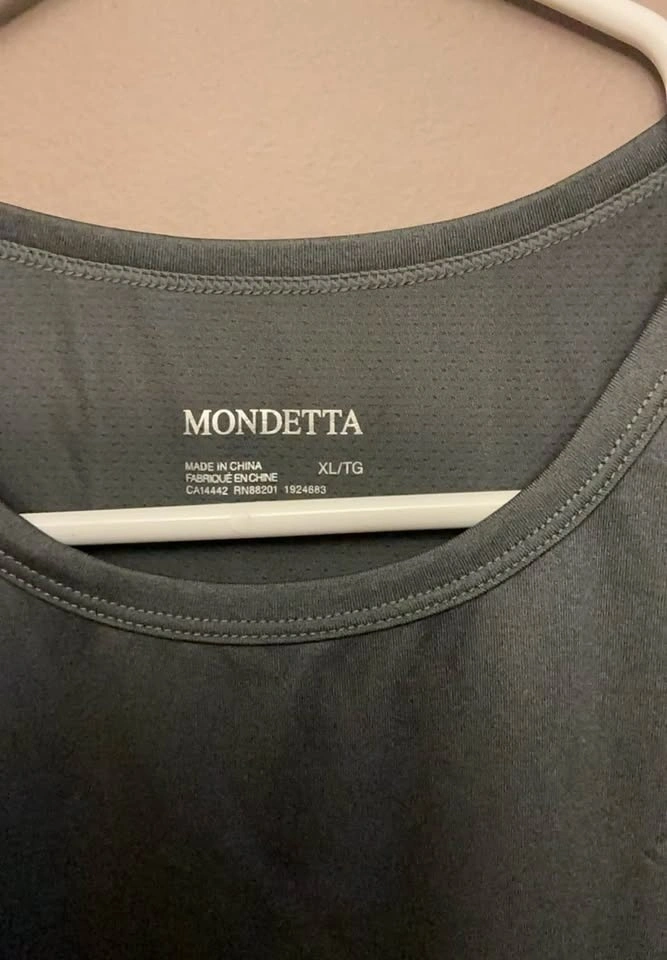 MONDETTA
MADE IN CHINA XL/TG
FABRIQUÉ EN CHINE
CA14442 RN88201 1924683